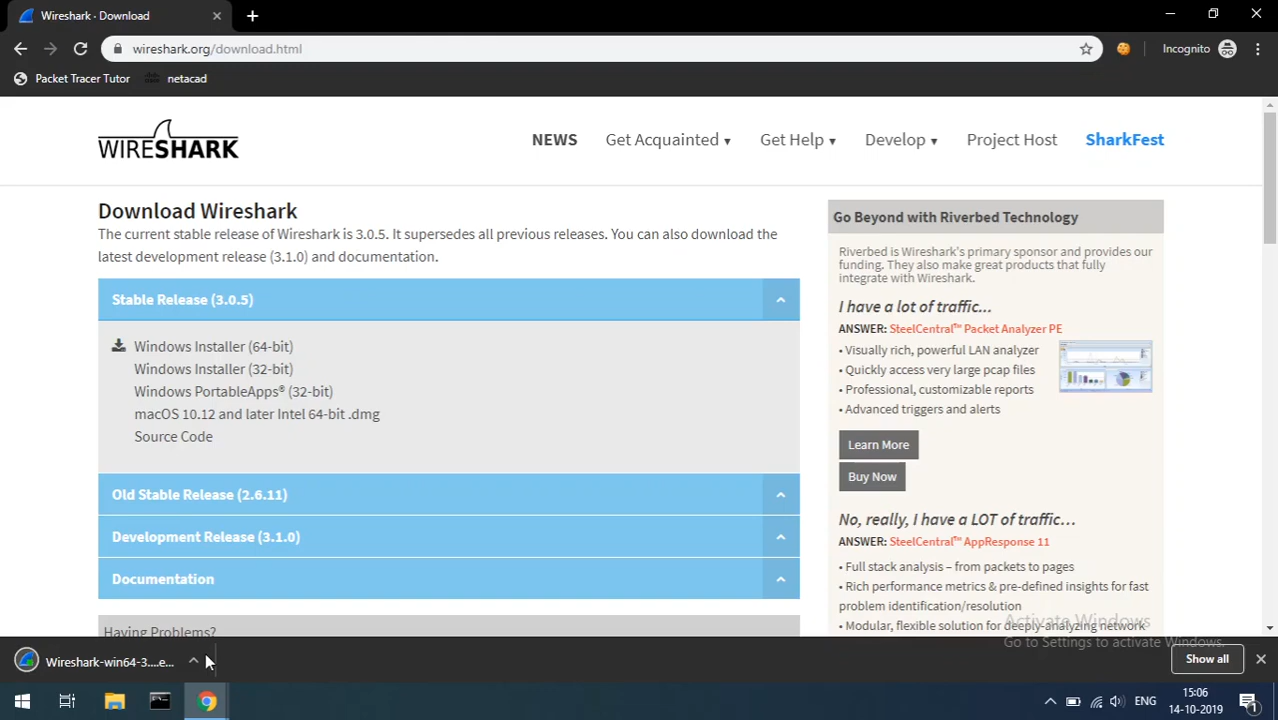 Wireshark - Download
wireshark.org/download.html
Incognito
Packet Tracer Tutor
netacad
WIRESHARK
NEWS
Get Acquainted ▾
Get Help ▾
Develop ▾
Project Host
SharkFest
Download Wireshark
The current stable release of Wireshark is 3.0.5. It supersedes all previous releases. You can also download the
latest development release (3.1.0) and documentation.
Stable Release (3.0.5)
Windows Installer (64-bit)
Windows Installer (32-bit)
Windows PortableApps® (32-bit)
macOS 10.12 and later Intel 64-bit .dmg
Source Code
Old Stable Release (2.6.11)
Development Release (3.1.0)
Documentation
Having Problems?
Go Beyond with Riverbed Technology
Riverbed is Wireshark's primary sponsor and provides our
funding. They also make great products that fully
integrate with Wireshark.
I have a lot of traffic...
ANSWER: SteelCentral™ Packet Analyzer PE
• Visually rich, powerful LAN analyzer
• Quickly access very large pcap files
• Professional, customizable reports
• Advanced triggers and alerts
Learn More
Buy Now
No, really, I have a LOT of traffic…
ANSWER: SteelCentral™ AppResponse 11
• Full stack analysis – from packets to pages
• Rich performance metrics & pre-defined insights for fast
problem identification/resolution
• Modular, flexible solution for deeply-analyzing network
Activate Windows
Go to Settings to activate Windows.
Wireshark-win64-3....e...
Show all
ENG
15:06
14-10-2019
1